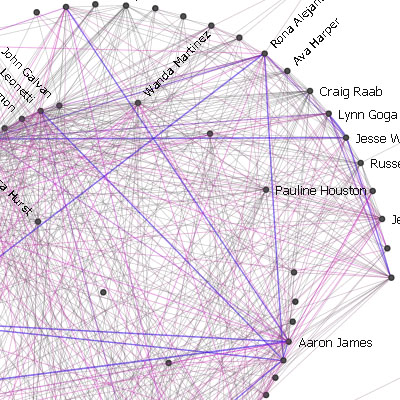 Rona Alejan
Ava Harper
Wanda Martinez
John Galvan
Leonetti
Craig Raab
Lynn Goga
Jesse W
Russe
Pauline Houston
Je
Hurst
Aaron James